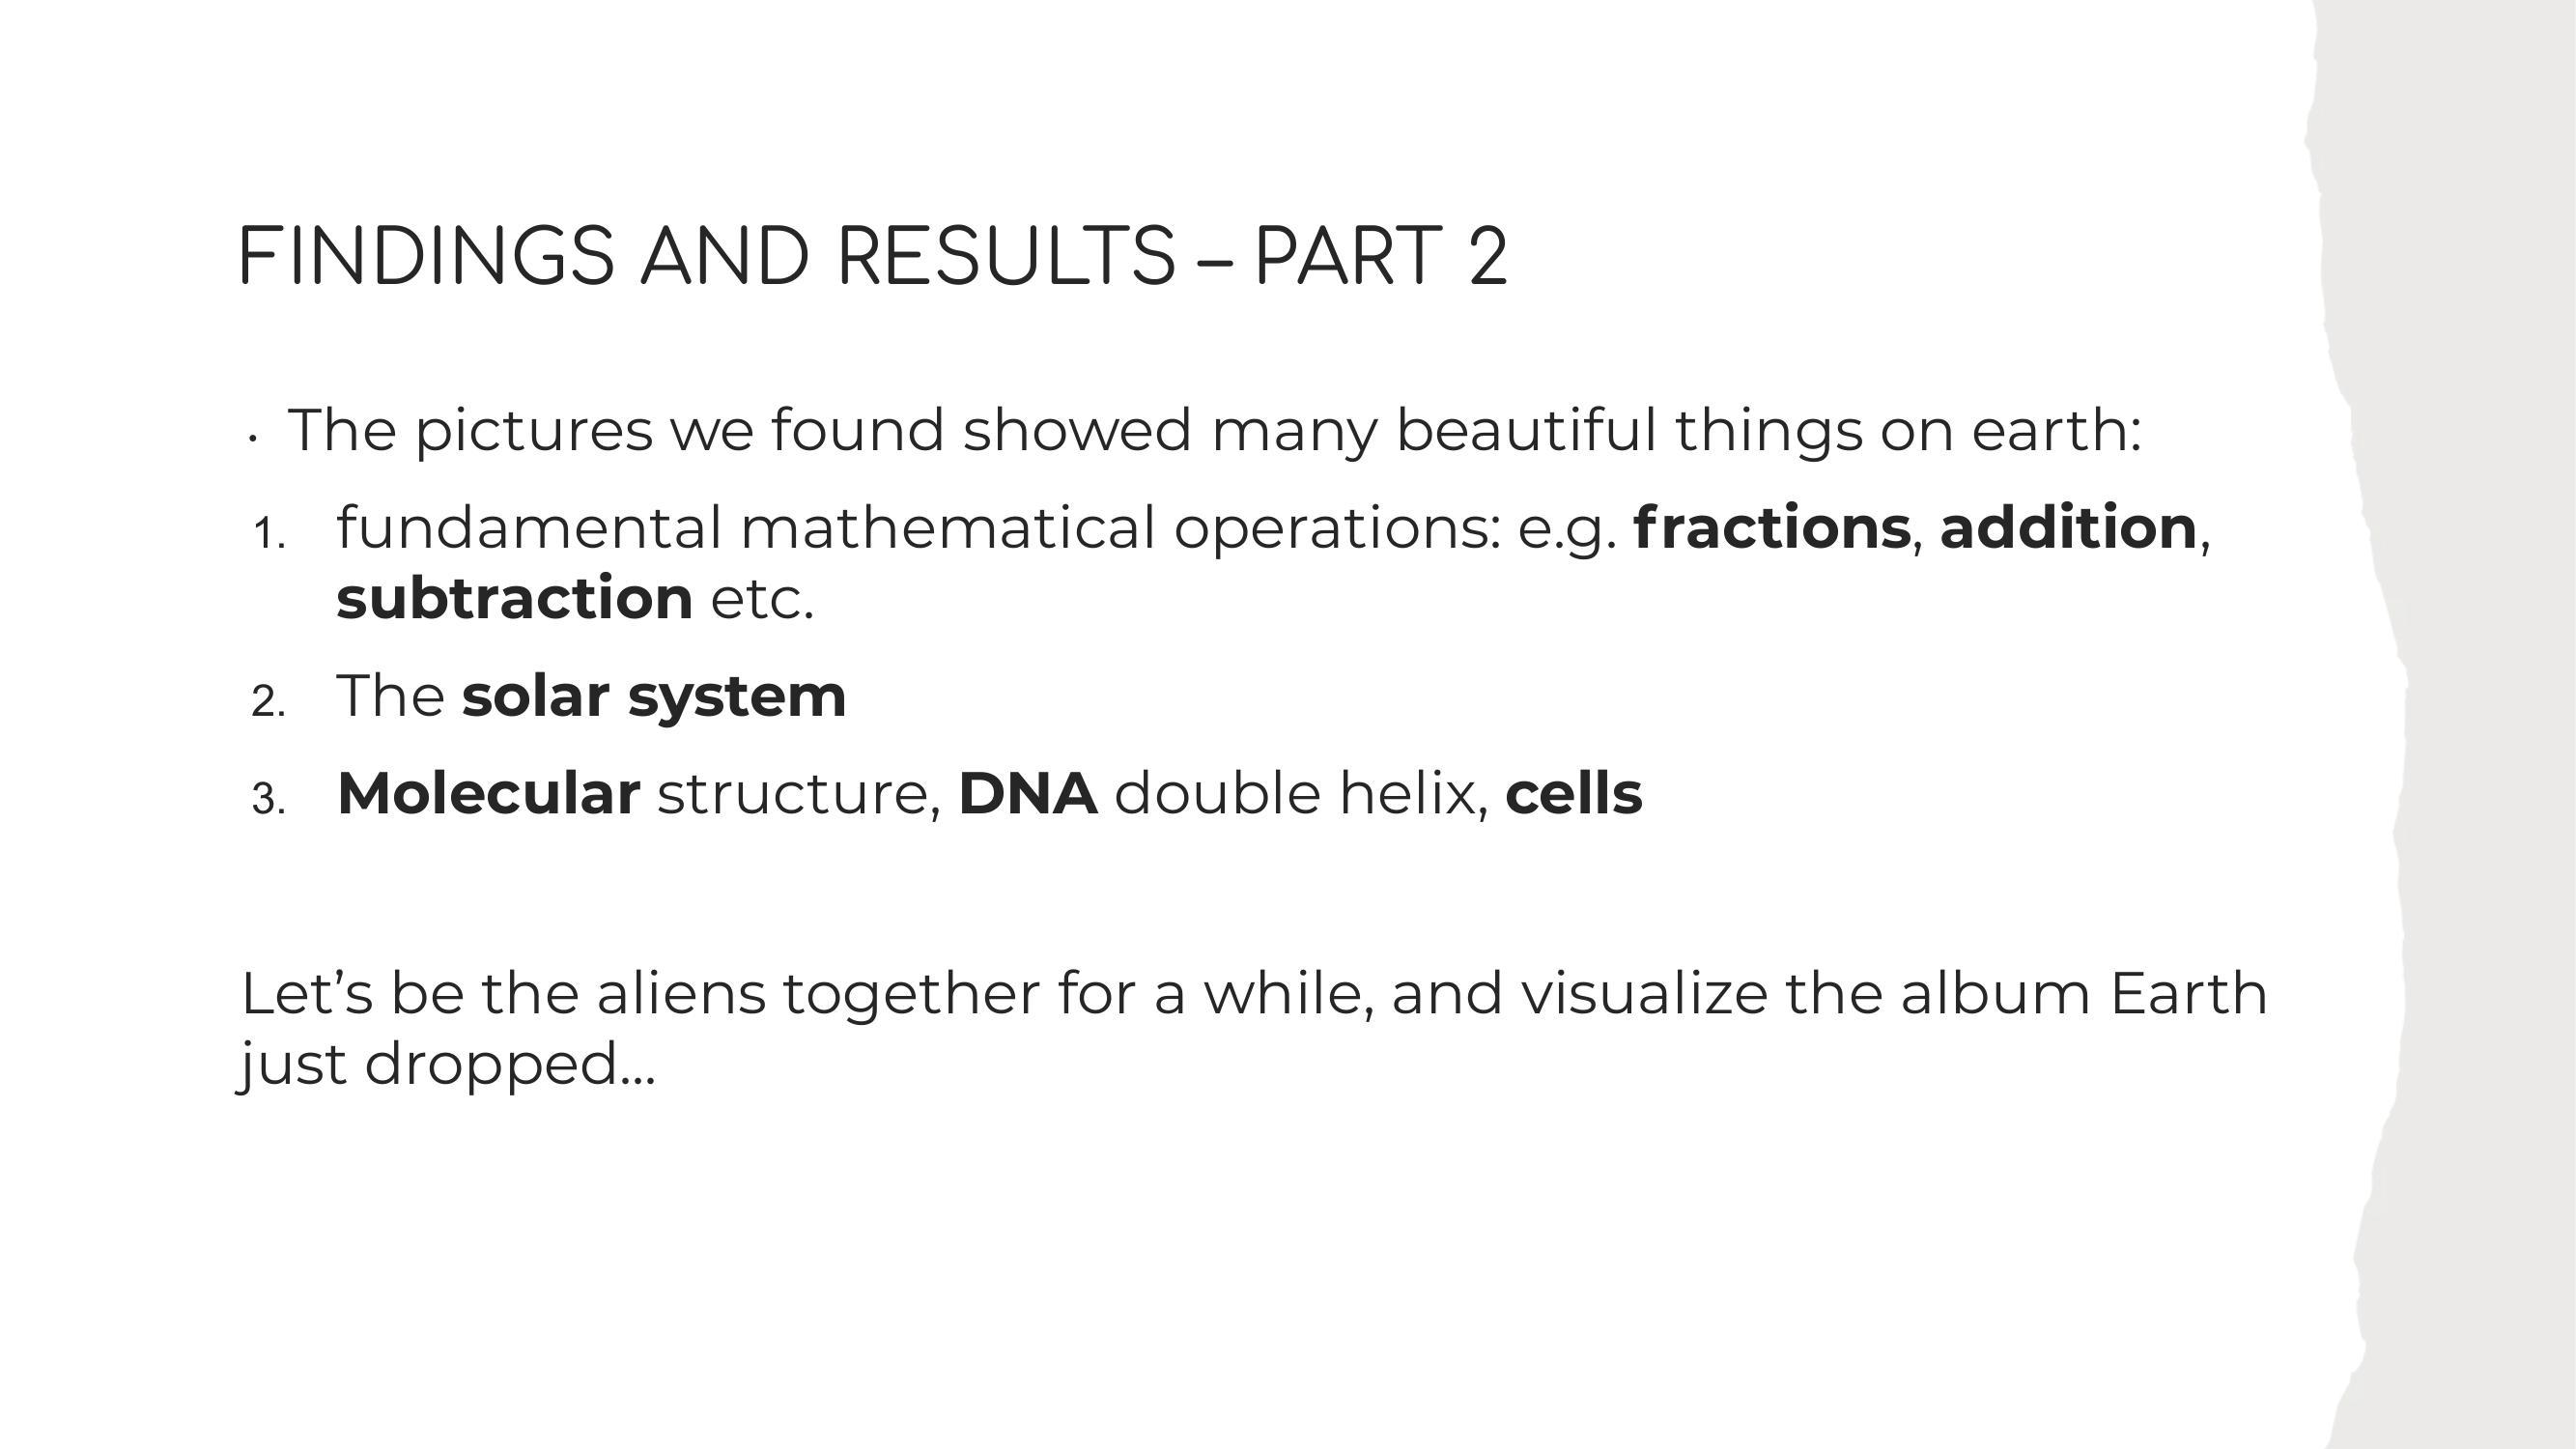 FINDINGS AND RESULTS – PART 2
· The pictures we found showed many beautiful things on earth:
1. fundamental mathematical operations: e.g. fractions, addition,
subtraction etc.
2. The solar system
3. Molecular structure, DNA double helix, cells
Let’s be the aliens together for a while, and visualize the album Earth
just dropped…